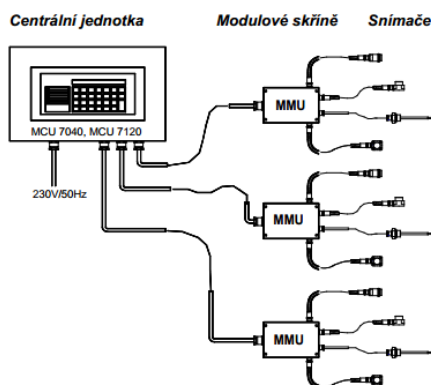 Centrální jednotka
Modulové skříně
Snímače
MCU 7040, MCU 7120
230V/50Hz
MMU
MMU
MMU